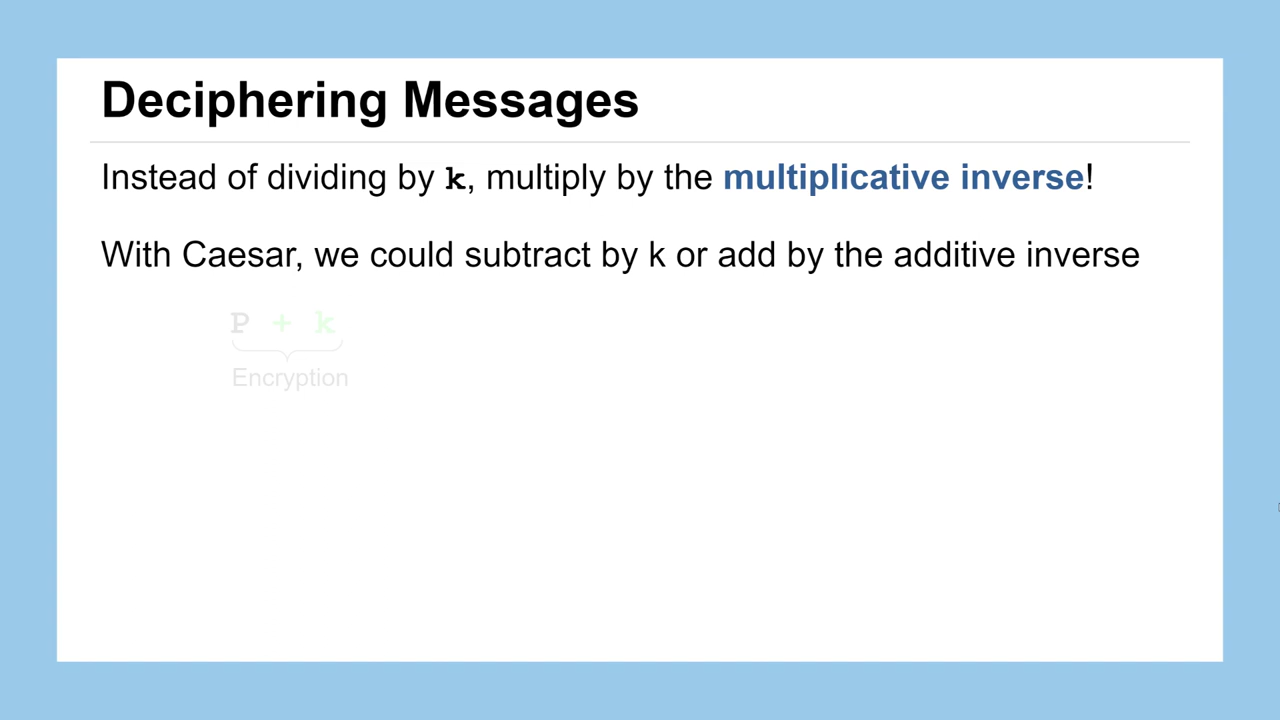 Deciphering Messages
Instead of dividing by k, multiply by the multiplicative inverse!
With Caesar, we could subtract by k or add by the additive inverse
P + k
Encryption